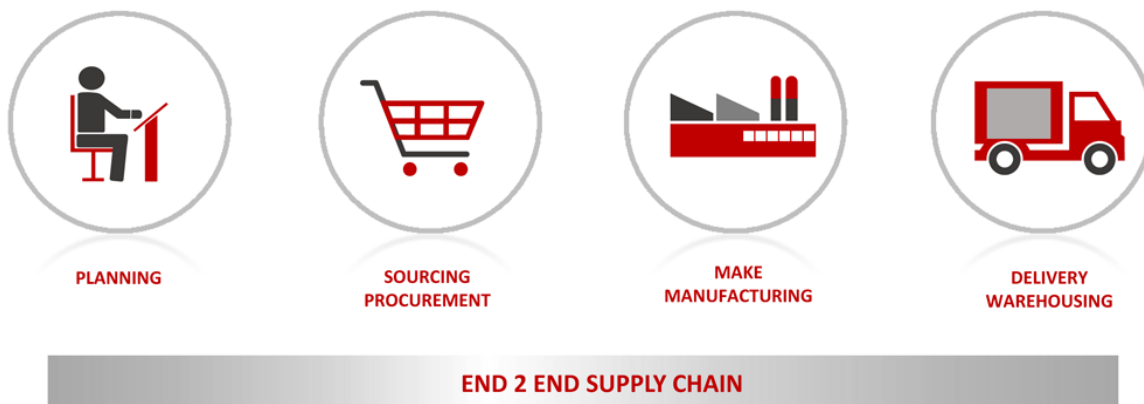 PLANNING
SOURCING
PROCUREMENT
MAKE
MANUFACTURING
DELIVERY
WAREHOUSING
END 2 END SUPPLY CHAIN